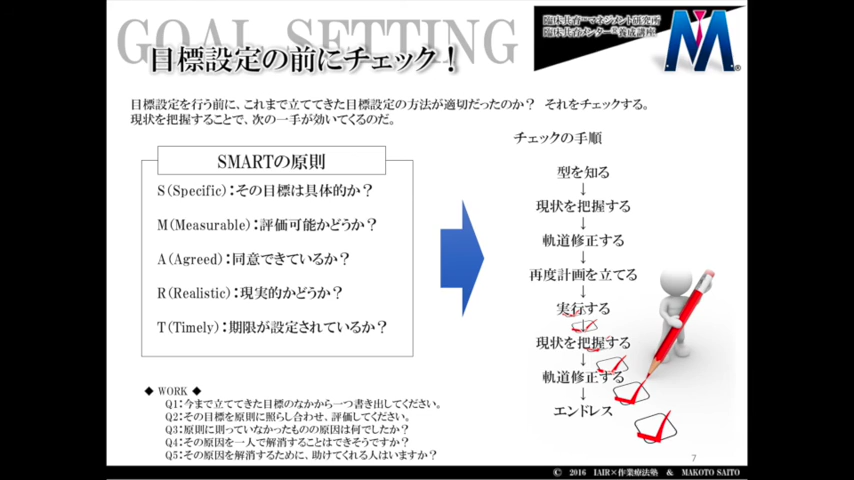 GOAL SETTING
目標設定の前にチェック！
臨床共育™マネジメント研究所
臨床共育メンター®養成講座
M
目標設定を行う前に、これまで立ててきた目標設定の方法が適切だったのか？ それをチェックする。
現状を把握することで、次の一手が効いてくるのだ。
SMARTの原則
S(Specific)：その目標は具体的か？
M(Measurable)：評価可能かどうか？
A(Agreed)：同意できているか？
R(Realistic)：現実的かどうか？
T(Timely)：期限が設定されているか？
チェックの手順
型を知る
↓
現状を把握する
↓
軌道修正する
↓
再度計画を立てる
↓
実行する
↓
現状を把握する
↓
軌道修正する
↓
エンドレス
◆ WORK ◆
Q1：今まで立ててきた目標のなかから一つ書き出してください。
Q2：その目標を原則に照らし合わせ、評価してください。
Q3：原則に則っていなかったものの原因は何でしたか？
Q4：その原因を一人で解消することはできそうですか？
Q5：その原因を解消するために、助けてくれる人はいますか？
7
© 2016 IAIR×作業療法塾 & MAKOTO SAITO